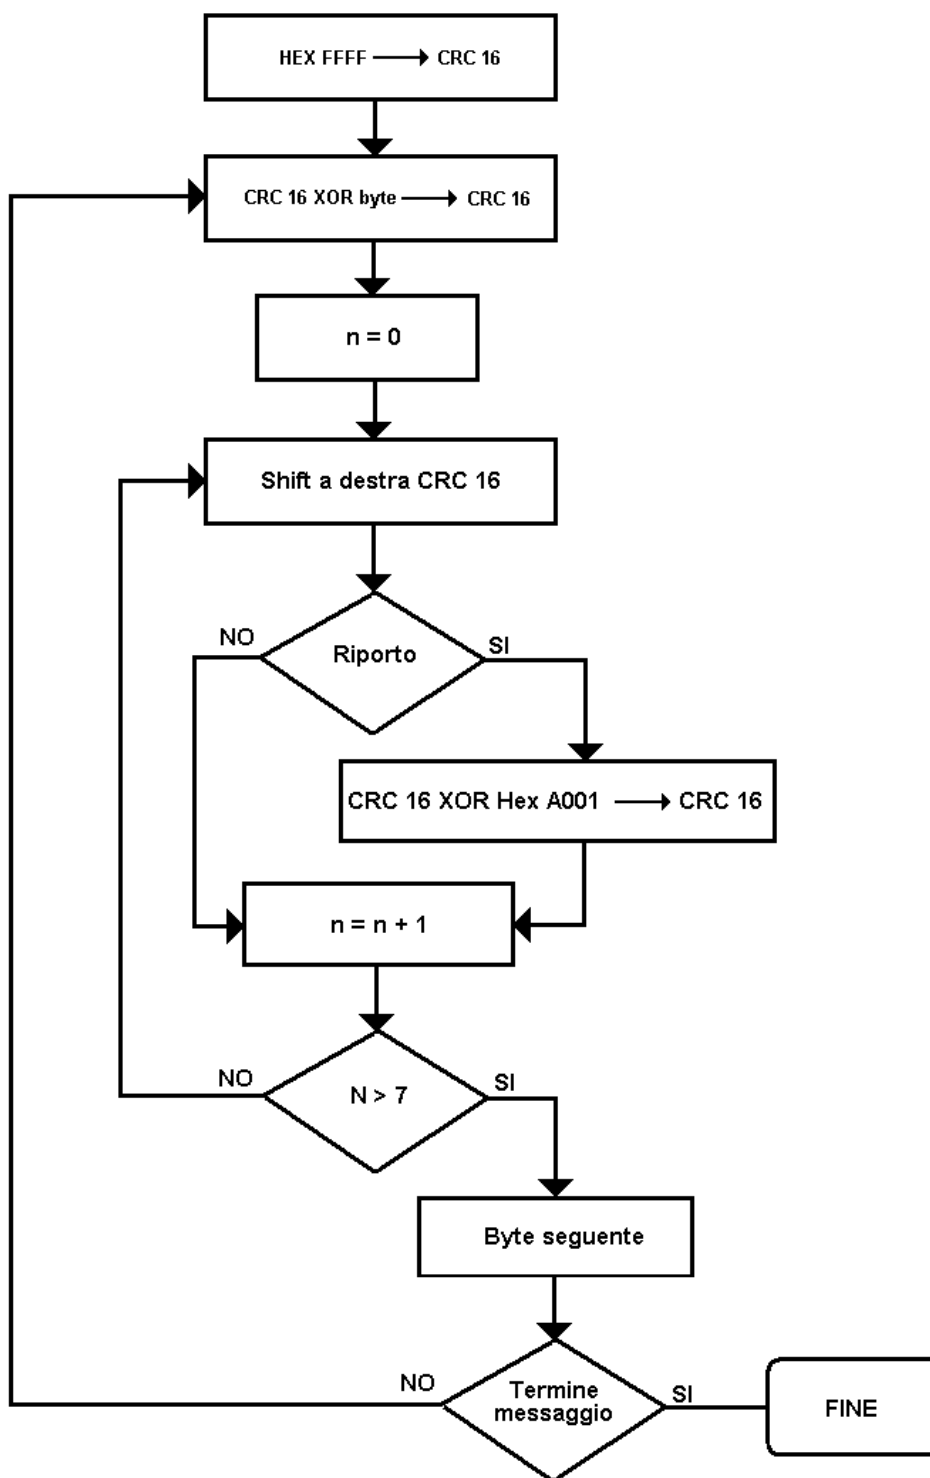 HEX FFFF → CRC 16
CRC 16 XOR byte → CRC 16
n = 0
Shift a destra CRC 16
NO
Riporto
SI
CRC 16 XOR Hex A001 → CRC 16
n = n + 1
NO
N > 7
SI
Byte seguente
NO
Termine
messaggio
SI
FINE